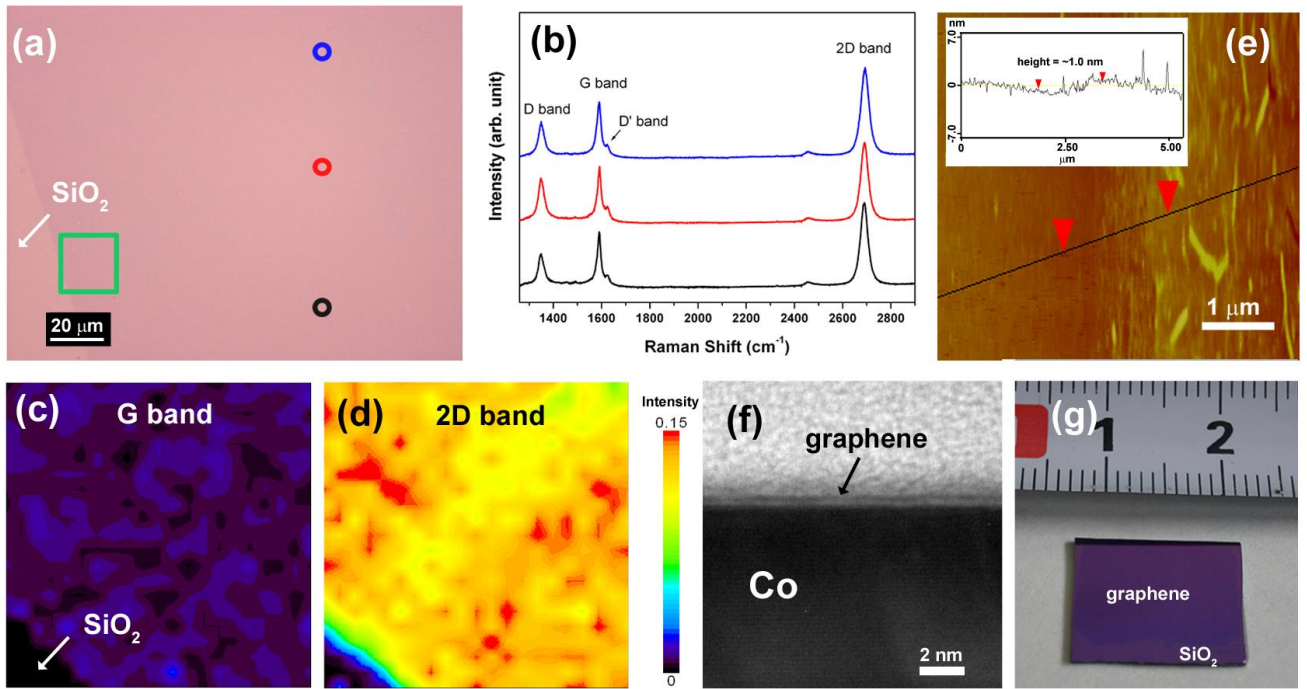 (a)
SiO₂
20 μm
(b)
Intensity (arb. unit)
D band
G band
D' band
2D band
1400 1600 1800 2000 2200 2400 2600 2800
Raman Shift (cm⁻¹)
(e)
nm
7.0
0
-7.0
height = ~1.0 nm
0 2.50 5.00
μm
1 μm
(c)
G band
SiO₂
(d)
2D band
Intensity
0.15
0
(f)
graphene
Co
2 nm
(g)
1 2
graphene
SiO₂